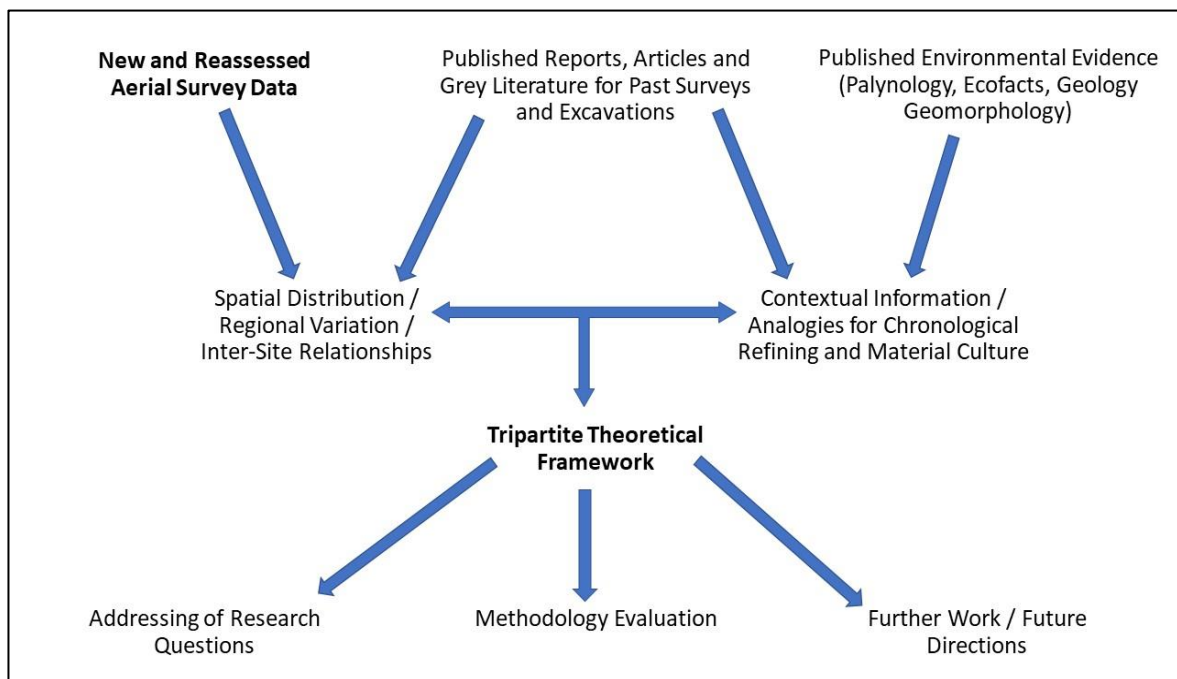 New and Reassessed
Aerial Survey Data
Published Reports, Articles and
Grey Literature for Past Surveys
and Excavations
Published Environmental Evidence
(Palynology, Ecofacts, Geology
Geomorphology)
Spatial Distribution /
Regional Variation /
Inter-Site Relationships
Contextual Information /
Analogies for Chronological
Refining and Material Culture
Tripartite Theoretical
Framework
Addressing of Research
Questions
Methodology Evaluation
Further Work / Future
Directions